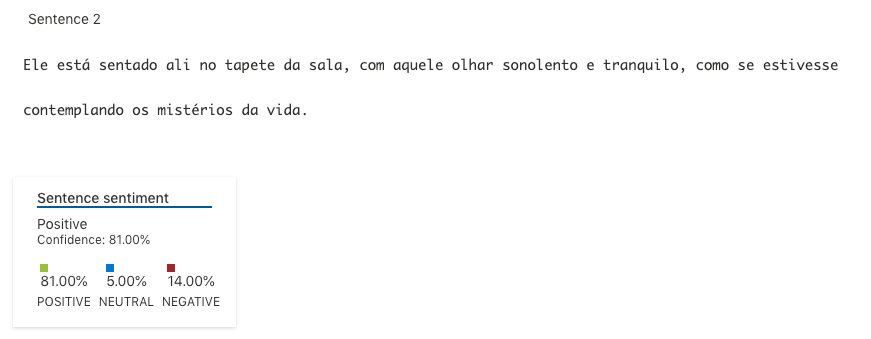 Sentence 2
Ele está sentado ali no tapete da sala, com aquele olhar sonolento e tranquilo, como se estivesse
contemplando os mistérios da vida.
Sentence sentiment
Positive
Confidence: 81.00%
81.00% 5.00% 14.00%
POSITIVE NEUTRAL NEGATIVE